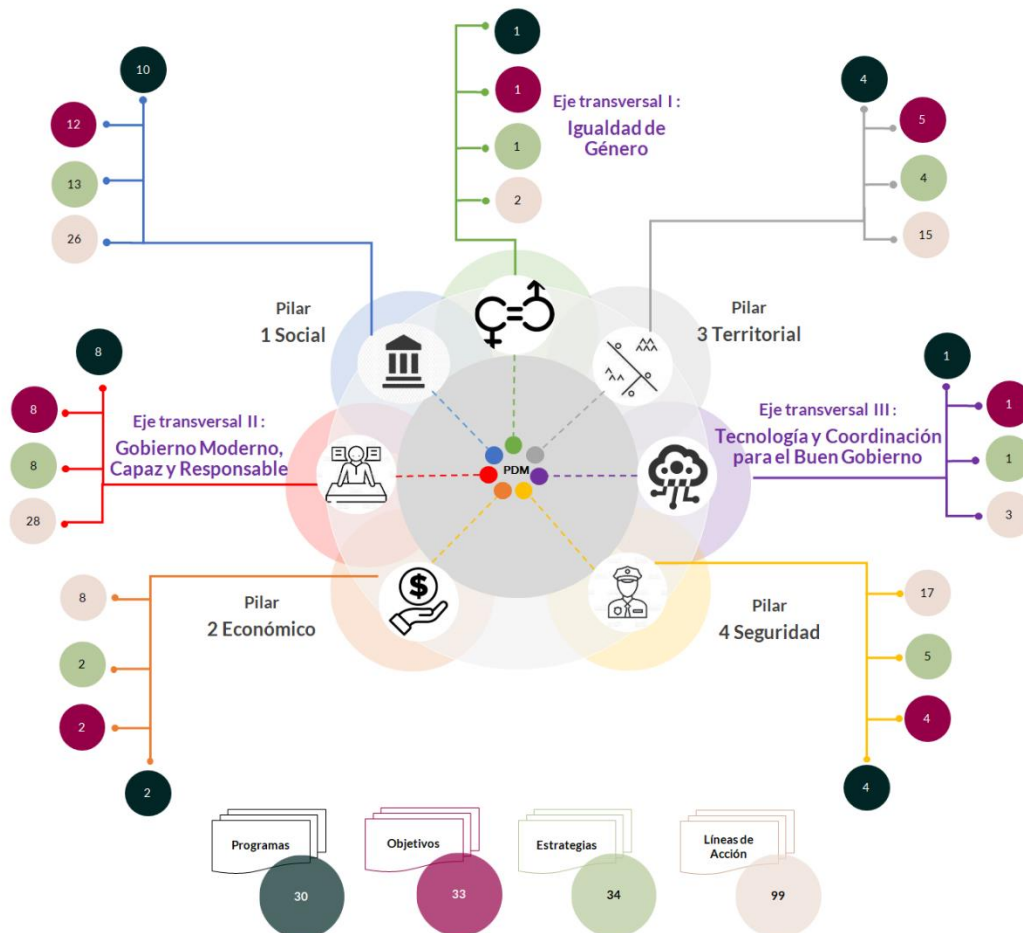 1
10
4
1
5
12
Eje transversal I :
Igualdad de
Género
1
4
13
2
15
26
Pilar
1 Social
Pilar
3 Territorial
8
1
8
Eje transversal II :
Gobierno Moderno,
Capaz y Responsable
Eje transversal III :
Tecnología y Coordinación
para el Buen Gobierno
1
8
1
28
3
PDM
8
Pilar
2 Económico
Pilar
4 Seguridad
17
2
5
2
4
2
4
$
Programas
Objetivos
Estrategias
Líneas de
Acción
30
33
34
99